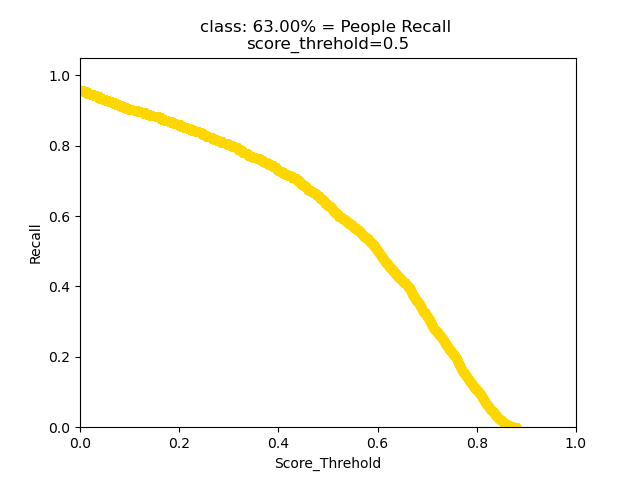 class: 63.00% = People Recall
score_threhold=0.5
1.0
0.8
0.6
0.4
0.2
0.0
Recall
0.0 0.2 0.4 0.6 0.8 1.0
Score_Threhold